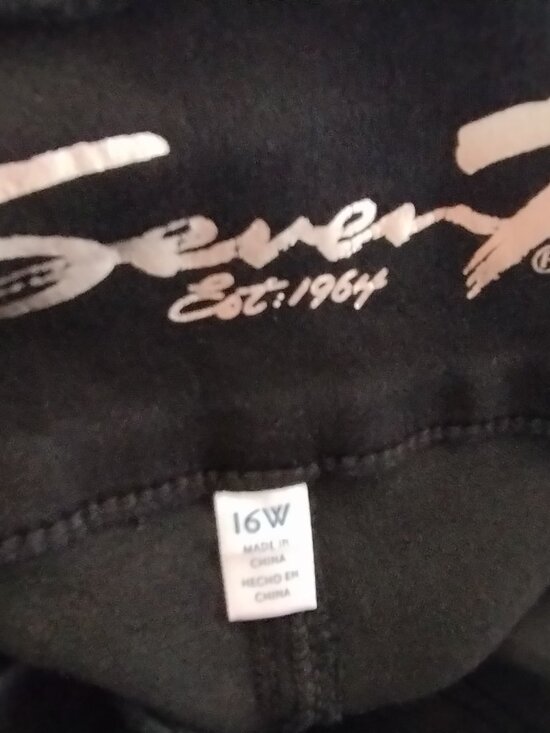 Seven7
®
Est: 1964
16W
MADE IN
CHINA
HECHO EN
CHINA